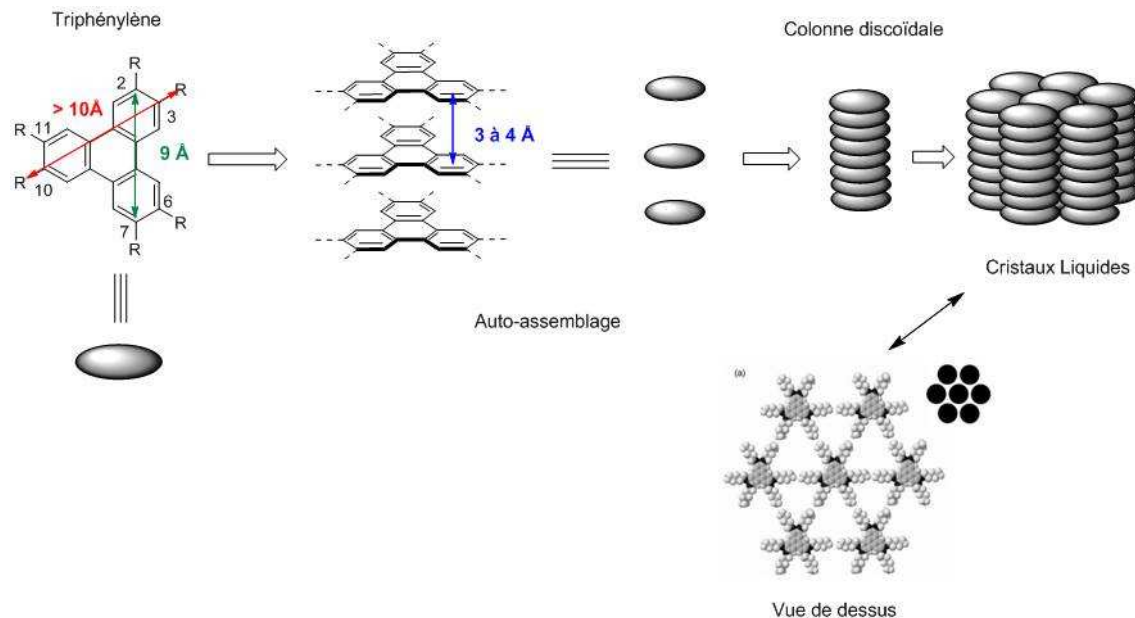 Triphénylène
Colonne discoïdale
R
2
R
> 10Å
3
11
R
9 Å
3 à 4 Å
R
10
6
R
7
R
Cristaux Liquides
Auto-assemblage
(a)
Vue de dessus